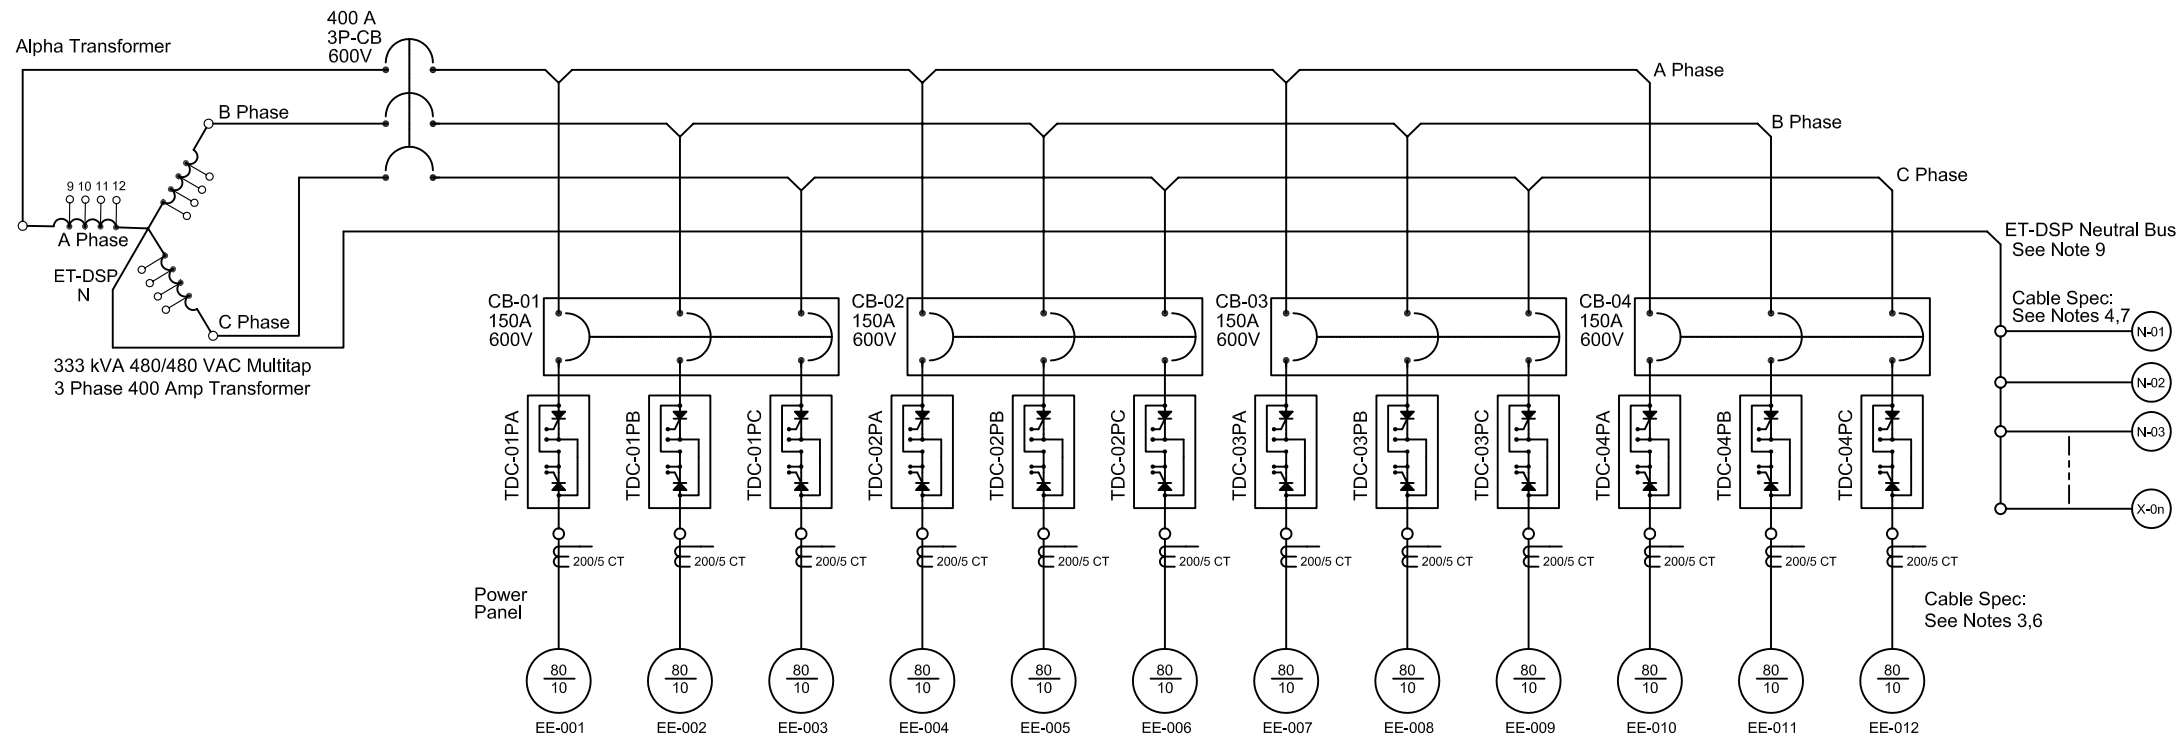 Alpha Transformer
400 A
3P-CB
600V
B Phase
9 10 11 12
A Phase
ET-DSP
N
C Phase
333 kVA 480/480 VAC Multitap
3 Phase 400 Amp Transformer
A Phase
B Phase
C Phase
ET-DSP Neutral Bus
See Note 9
Cable Spec:
See Notes 4,7
N-01
N-02
N-03
X-0n
CB-01
150A
600V
CB-02
150A
600V
CB-03
150A
600V
CB-04
150A
600V
TDC-01PA
TDC-01PB
TDC-01PC
TDC-02PA
TDC-02PB
TDC-02PC
TDC-03PA
TDC-03PB
TDC-03PC
TDC-04PA
TDC-04PB
TDC-04PC
200/5 CT
200/5 CT
200/5 CT
200/5 CT
200/5 CT
200/5 CT
200/5 CT
200/5 CT
200/5 CT
200/5 CT
200/5 CT
200/5 CT
Power
Panel
Cable Spec:
See Notes 3,6
80
10
80
10
80
10
80
10
80
10
80
10
80
10
80
10
80
10
80
10
80
10
80
10
EE-001
EE-002
EE-003
EE-004
EE-005
EE-006
EE-007
EE-008
EE-009
EE-010
EE-011
EE-012